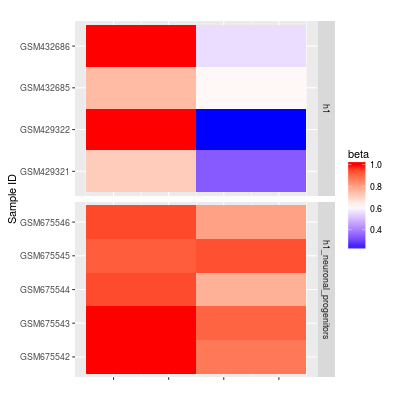 GSM432686
GSM432685
GSM429322
GSM429321
h1
GSM675546
GSM675545
GSM675544
GSM675543
GSM675542
h1_neuronal_progenitors
Sample ID
beta
1.0
0.8
0.6
0.4